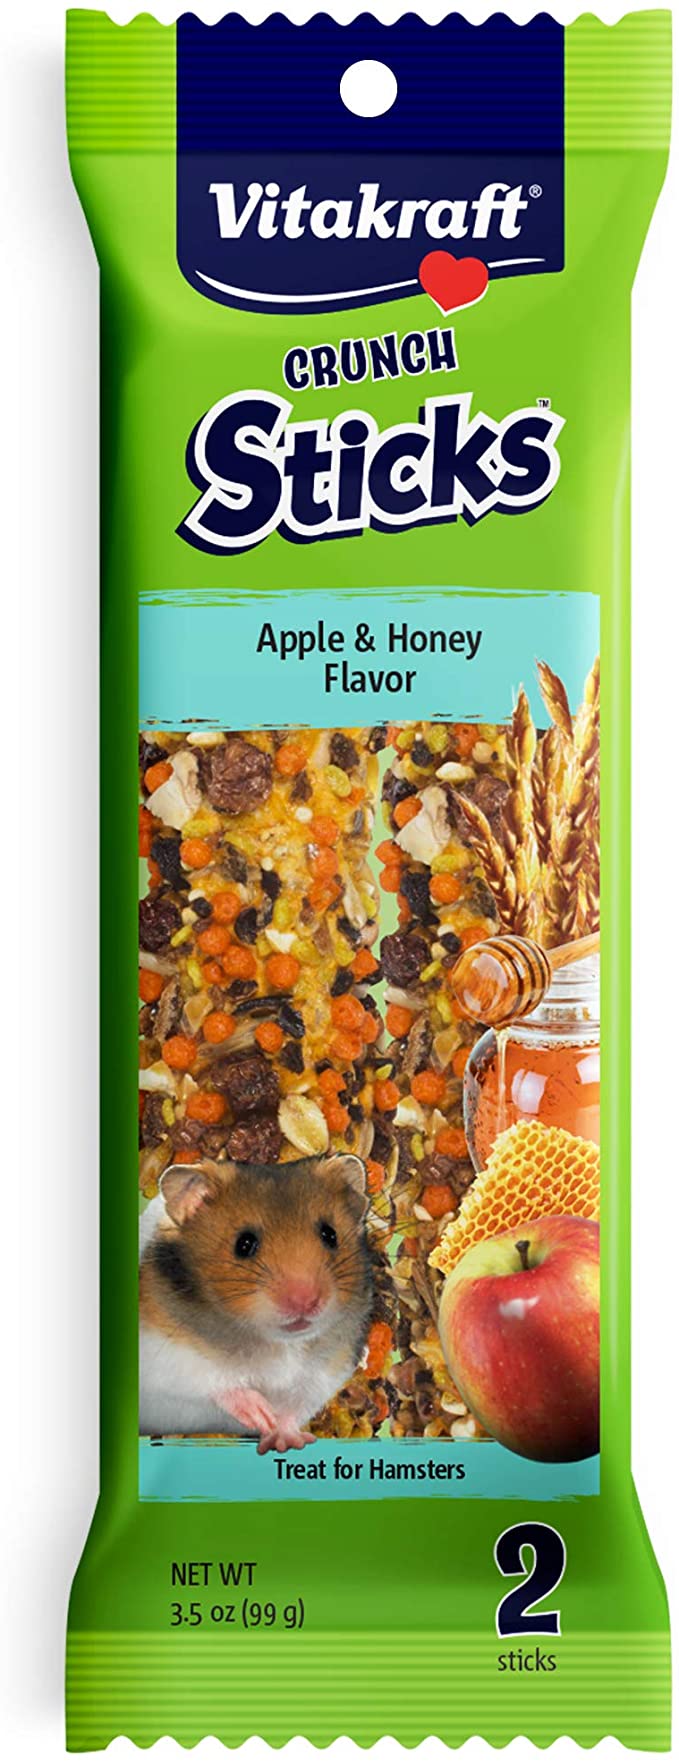 Vitakraft®
CRUNCH
Sticks™
Apple & Honey
Flavor
Treat for Hamsters
NET WT
3.5 oz (99 g)
2
sticks